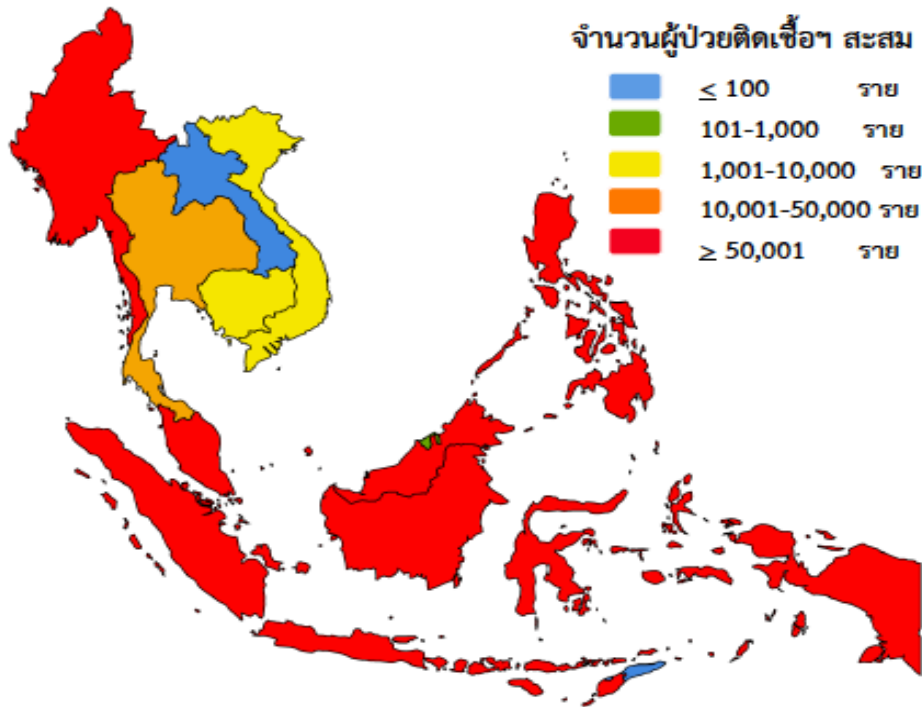 จำนวนผู้ป่วยติดเชื้อฯ สะสม
≤ 100 ราย
101-1,000 ราย
1,001-10,000 ราย
10,001-50,000 ราย
≥ 50,001 ราย